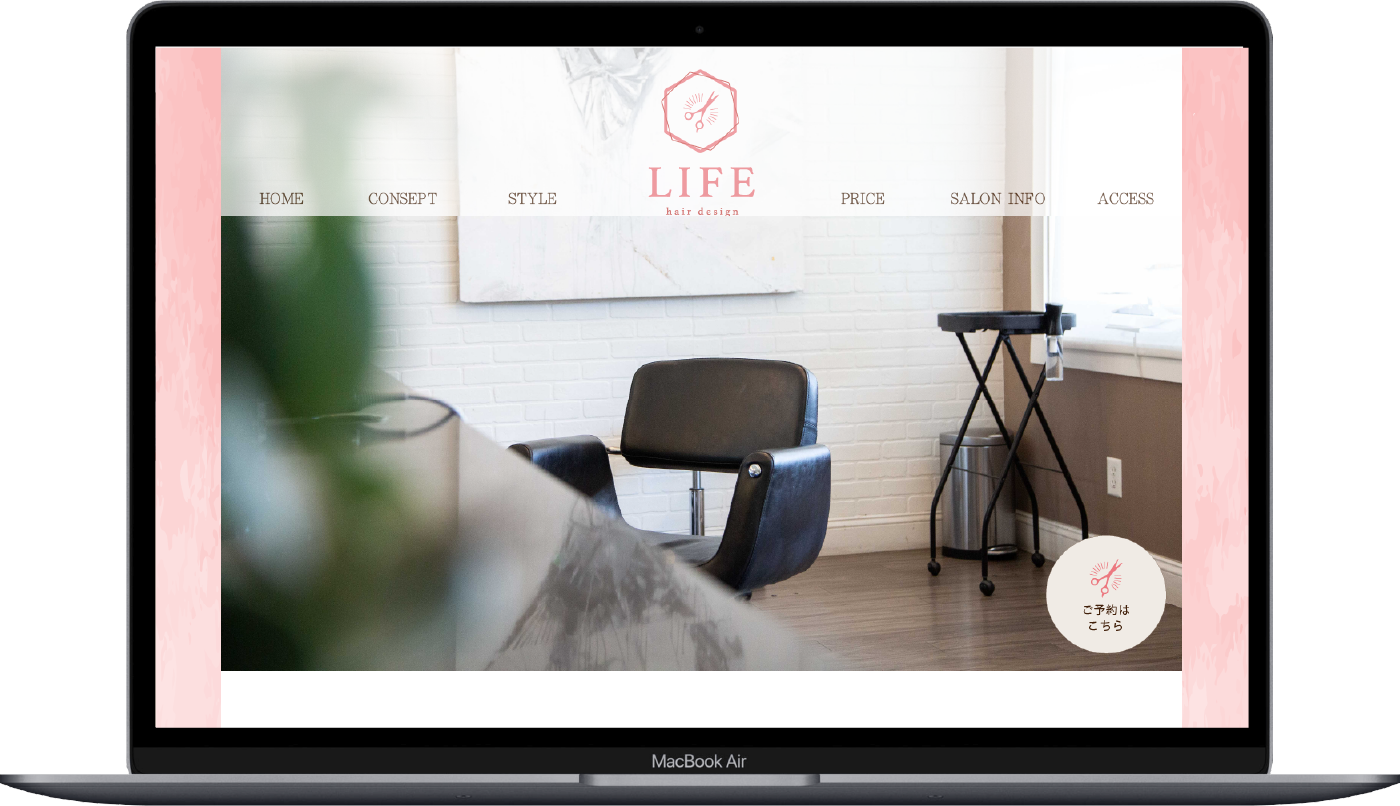 LIFE
hair design
HOME CONSEPT STYLE PRICE SALON INFO ACCESS
ご予約は
こちら
MacBook Air